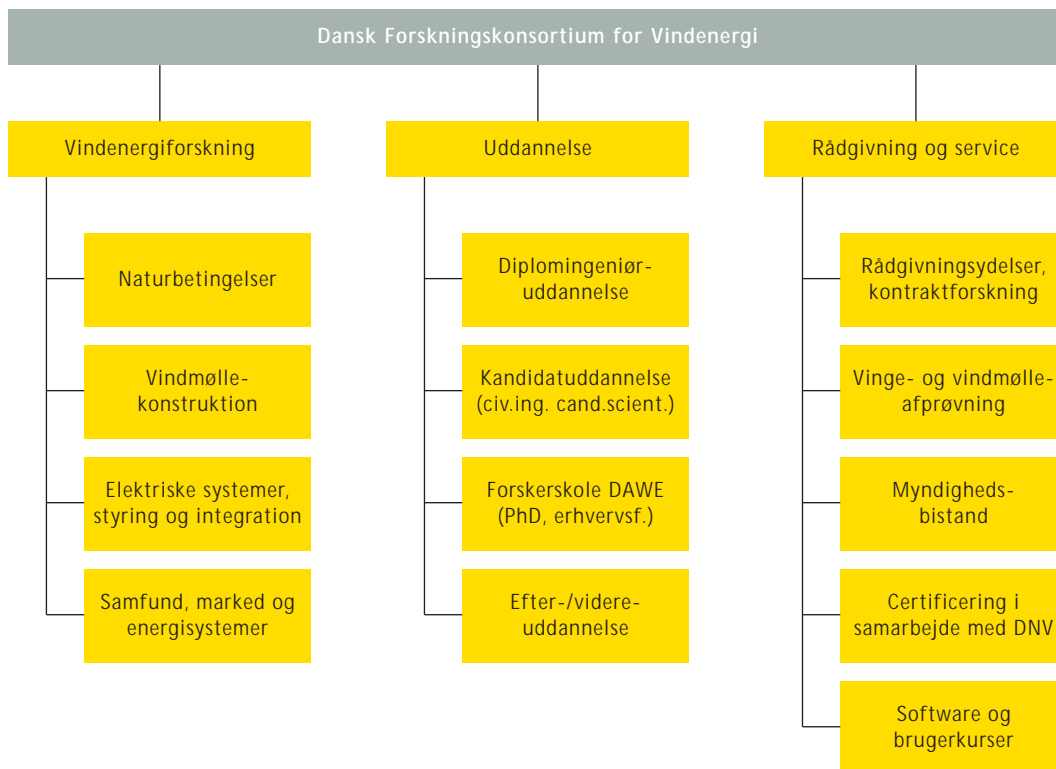 Dansk Forskningskonsortium for Vindenergi
Vindenergiforskning
Naturbetingelser
Vindmølle-
konstruktion
Elektriske systemer,
styring og integration
Samfund, marked og
energisystemer
Uddannelse
Diplomingeniør-
uddannelse
Kandidatuddannelse
(civ.ing. cand.scient.)
Forskerskole DAWE
(PhD, erhvervsf.)
Efter-/videre-
uddannelse
Rådgivning og service
Rådgivningsydelser,
kontraktforskning
Vinge- og vindmølle-
afprøvning
Myndigheds-
bistand
Certificering i
samarbejde med DNV
Software og
brugerkurser